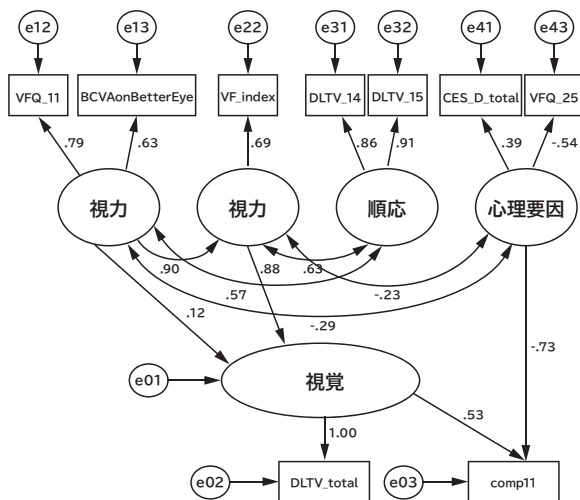 e12
e13
e22
e31
e32
e41
e43
VFQ_11
BCVAonBetterEye
VF_index
DLTV_14
DLTV_15
CES_D_total
VFQ_25
.79
.63
.69
.86
.91
.39
-.54
視力
視力
順応
心理要因
.90
.88
.63
.57
-.23
.12
-.29
-.73
e01
視覚
.53
1.00
e02
DLTV_total
e03
comp11